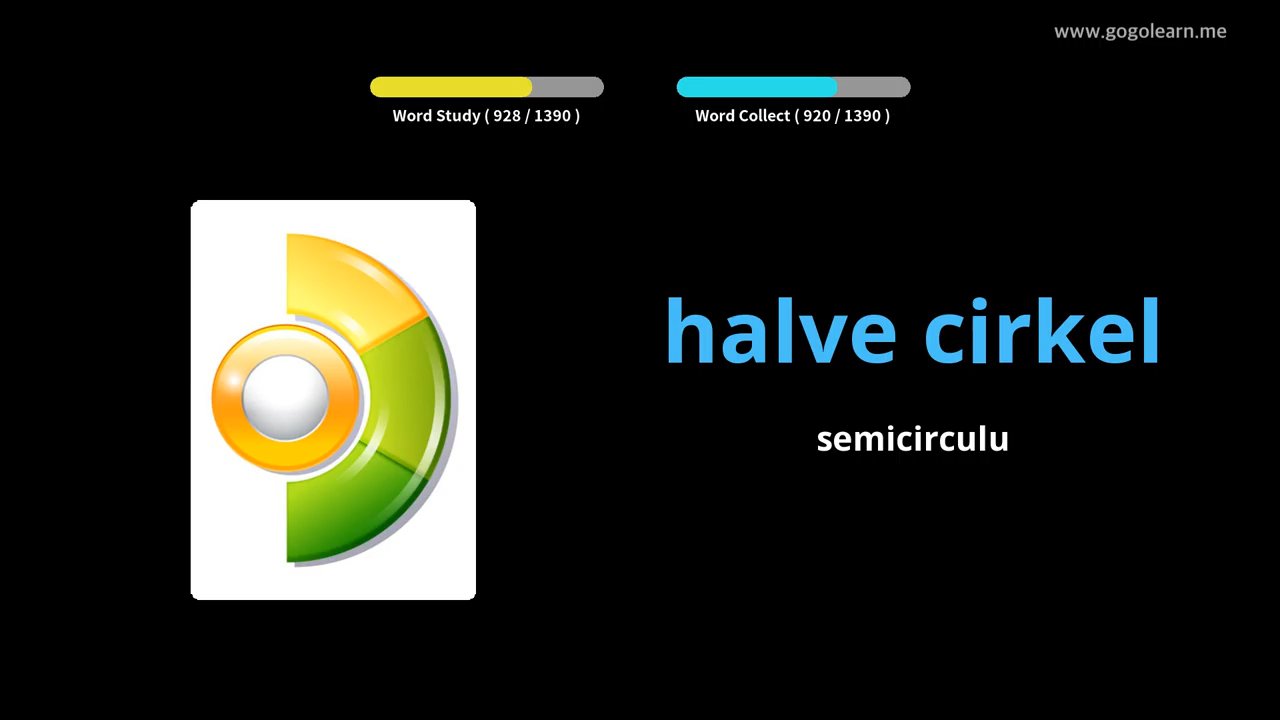 www.gogolearn.me
Word Study ( 928 / 1390 )
Word Collect ( 920 / 1390 )
halve cirkel
semicirculu